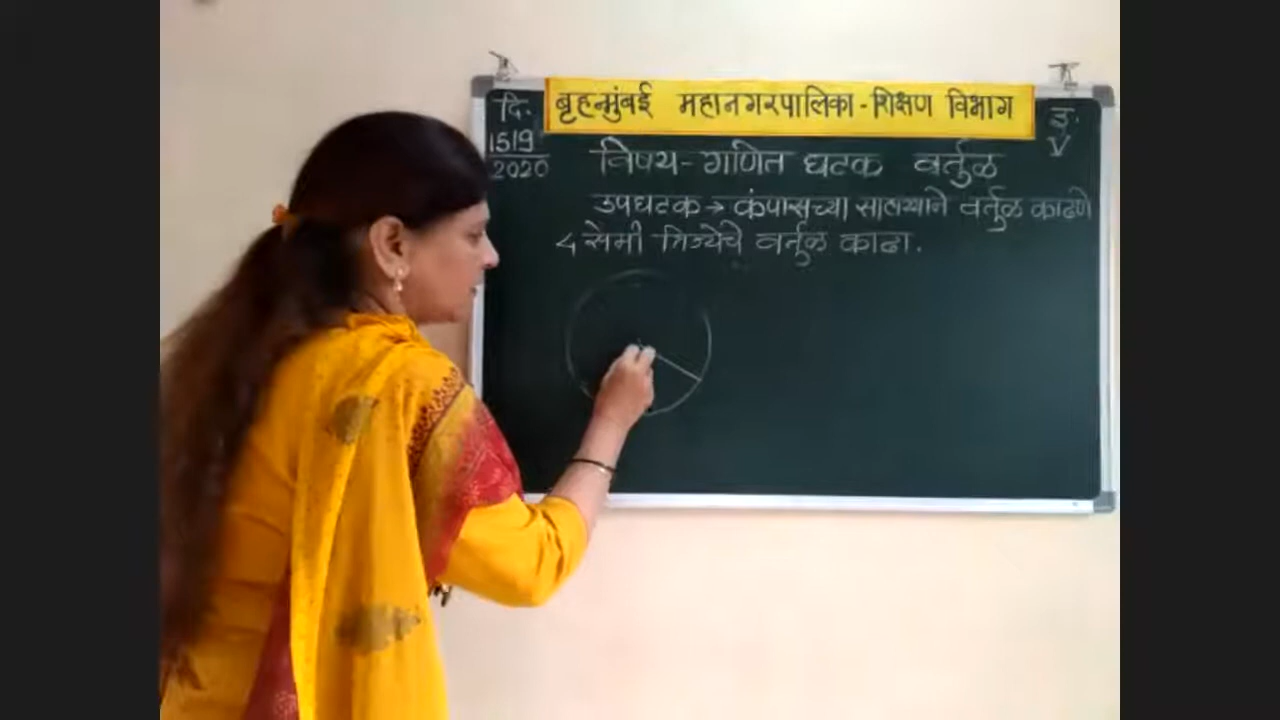 बृहन्मुंबई महानगरपालिका - शिक्षण विभाग
दि. 15|9 2020
इ. V
विषय - गणित घटक वर्तुळ
उपघटक → कंपासच्या साहाय्याने वर्तुळ काढणे
4 सेमी त्रिज्येचे वर्तुळ काढा.